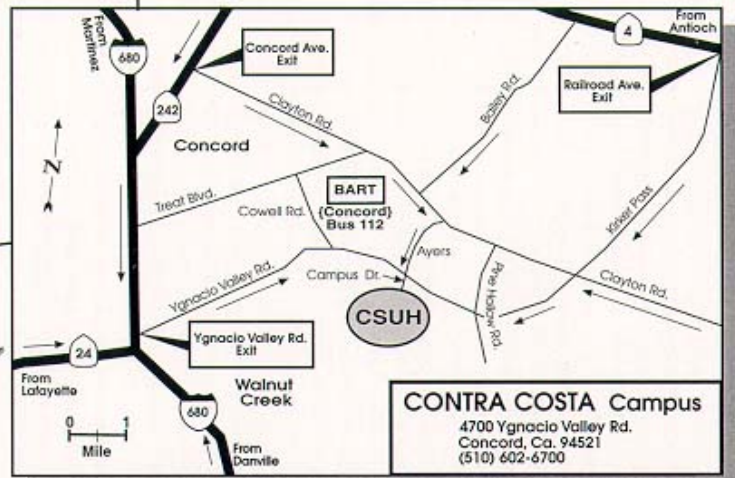 From
Martinez
680
242
Concord Ave.
Exit
4
From
Antioch
Railroad Ave.
Exit
Clayton Rd.
Bailey Rd.
Concord
N
Treat Blvd.
BART
{Concord}
Bus 112
Cowell Rd.
Kirker Pass
Ayers
Ygnacio Valley Rd.
Campus Dr.
Pine Hollow Rd.
Clayton Rd.
CSUH
Ygnacio Valley Rd.
Exit
24
From
Lafayette
Walnut
Creek
680
0 1
Mile
From
Danville
CONTRA COSTA Campus
4700 Ygnacio Valley Rd.
Concord, Ca. 94521
(510) 602-6700